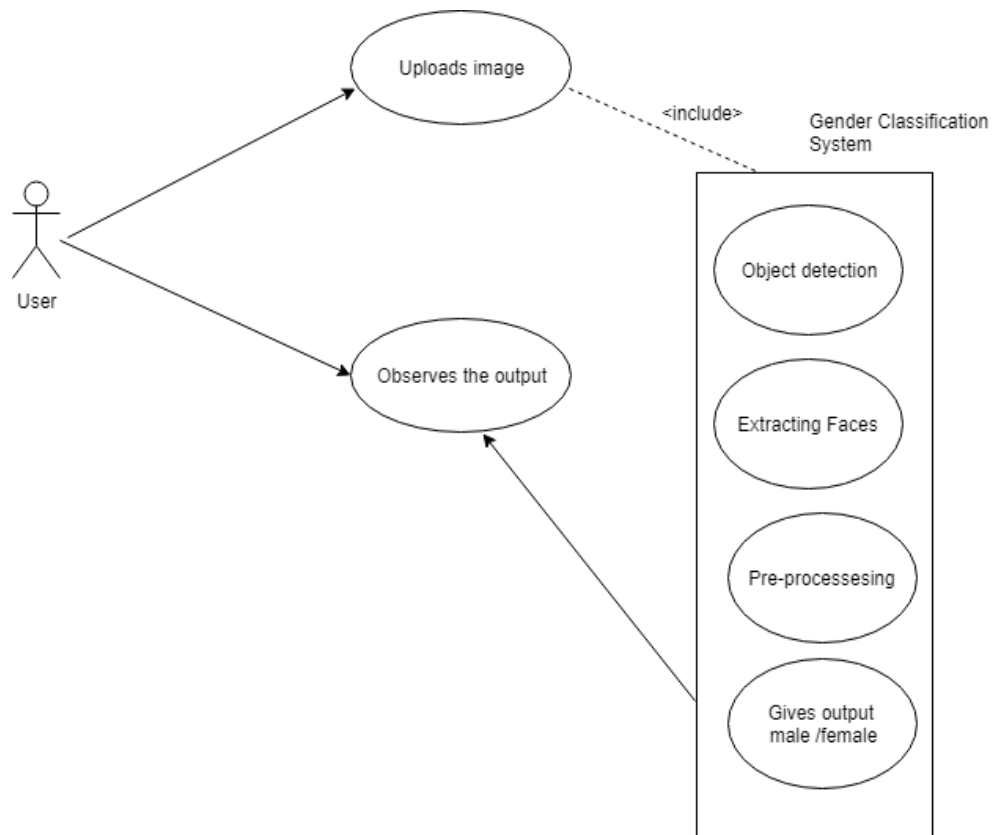 Uploads image
<include>
Gender Classification
System
Object detection
User
Observes the output
Extracting Faces
Pre-processesing
Gives output
male /female